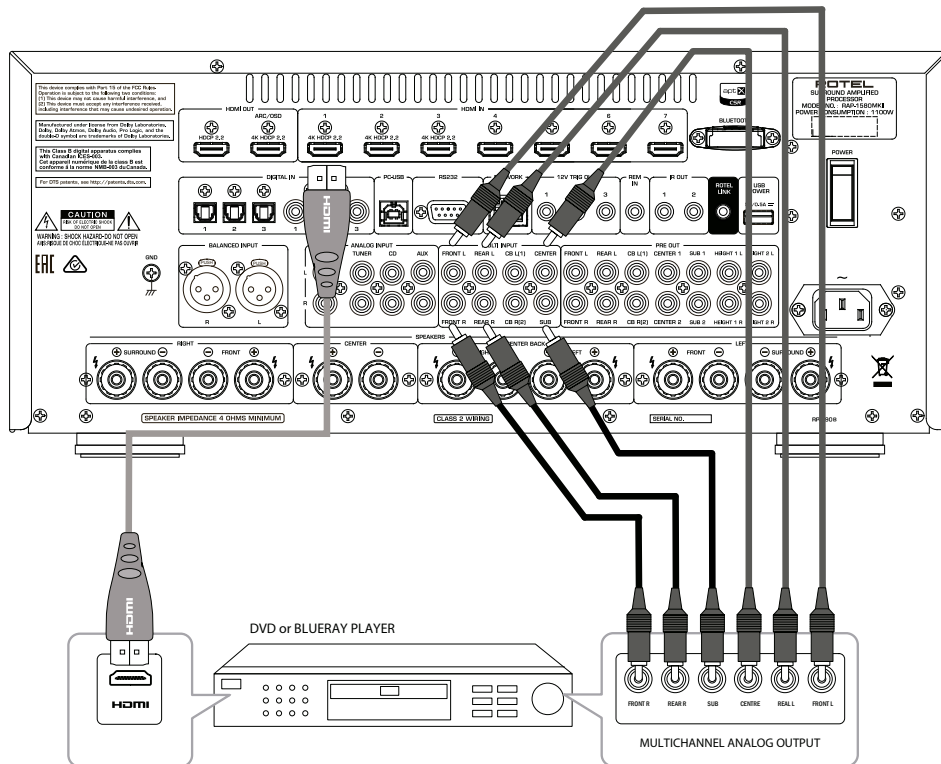 This device complies with Part 15 of the FCC Rules.
Operation is subject to the following two conditions:
(1) This device may not cause harmful interference, and
(2) This device must accept any interference received,
including interference that may cause undesired operation.
Manufactured under license from Dolby Laboratories,
Dolby, Dolby Atmos, Dolby Audio, Pro Logic, and the
double-D symbol are trademarks of Dolby Laboratories.
This Class B digital apparatus complies
with Canadian ICES-003.
Cet appareil numérique de la class B est
conforme à la norme NMB-003 du Canada.
For DTS patents, see http://patents.dts.com.
CAUTION
RISK OF ELECTRIC SHOCK
DO NOT OPEN
WARNING : SHOCK HAZARD-DO NOT OPEN
EAC
GND
HDMI OUT
ARC/OSD
HDCP 2,2
4K HDCP 2,2
HDMI IN
1 2 3 4 6 7
4K HDCP 2,2
4K HDCP 2,2
4K HDCP 2,2
aptX
CSR
ROTEL
SURROUND AMPLIFIED
PROCESSOR
MODEL NO. : RAP-1580MKII
POWER CONSUMPTION : 1100W
POWER
DIGITAL IN
1 2 3 1 3
PC-USB
RS232
12V TRIG
1 3
REM
IN
IR OUT
1 2
ROTEL
LINK
USB
POWER
BALANCED INPUT
PUSH PUSH
R L
ANALOG INPUT
TUNER CD AUX
L
R
INPUT
FRONT L REAR L CB L(1) CENTER
FRONT R REAR R CB R(2) SUB
PRE OUT
FRONT L REAR L CB L(1) CENTER 1 SUB 1 HEIGHT 1 L
FRONT R REAR R CB R(2) CENTER 2 SUB 2 HEIGHT 1 R
SPEAKERS
RIGHT
SURROUND FRONT
CENTER
LEFT
FRONT SURROUND
SPEAKER IMPEDANCE 4 OHMS MINIMUM
CLASS 2 WIRING
SERIAL NO.
HDMI
HDMI
HDMI
DVD or BLUERAY PLAYER
FRONT R REAR R SUB CENTRE REAL L FRONT L
MULTICHANNEL ANALOG OUTPUT